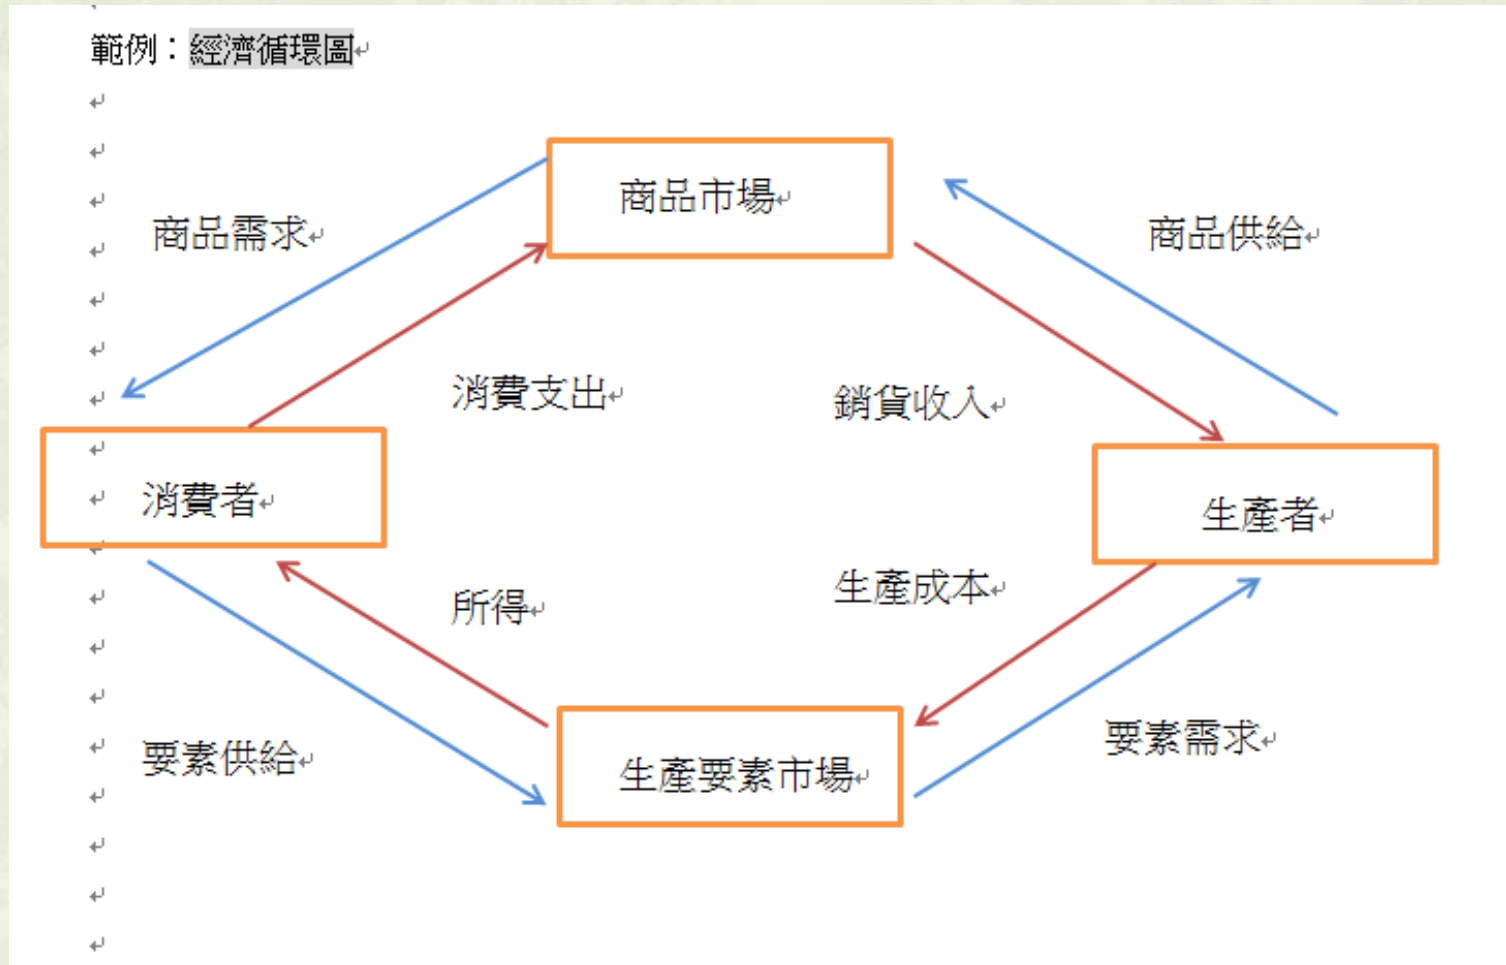 範例：經濟循環圖
商品市場
商品需求
商品供給
消費支出
銷貨收入
消費者
生產者
所得
生產成本
要素供給
生產要素市場
要素需求